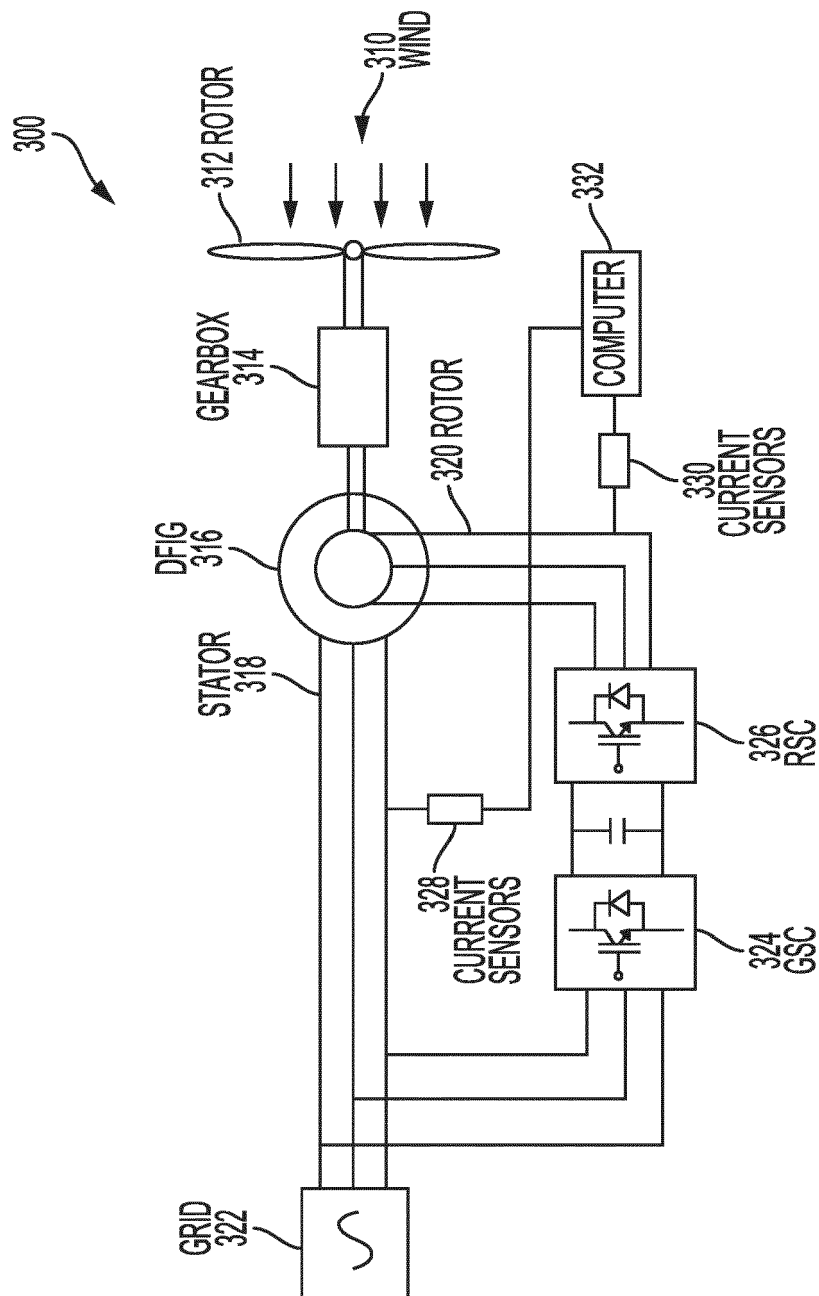 300
310
WIND
312 ROTOR
GEARBOX
314
DFIG
316
STATOR
318
320 ROTOR
332
COMPUTER
330
CURRENT
SENSORS
328
CURRENT
SENSORS
326
RSC
324
GSC
GRID
322